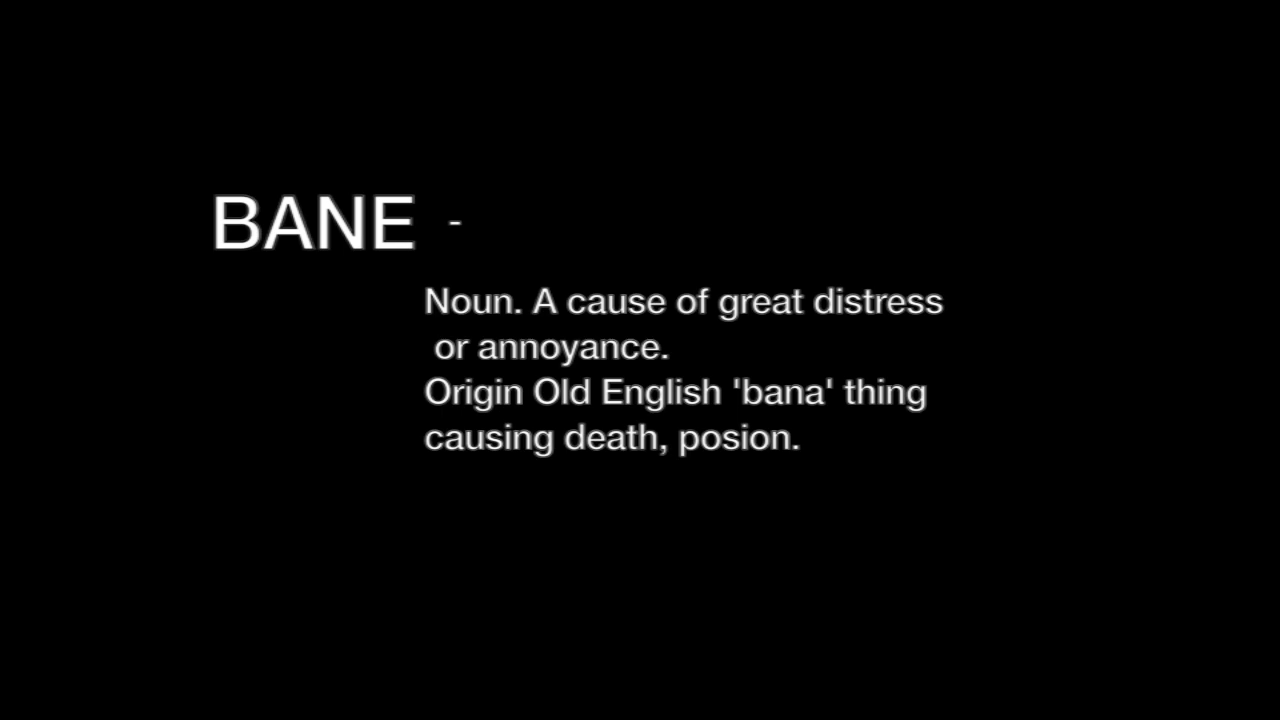 BANE -
Noun. A cause of great distress
or annoyance.
Origin Old English 'bana' thing
causing death, posion.